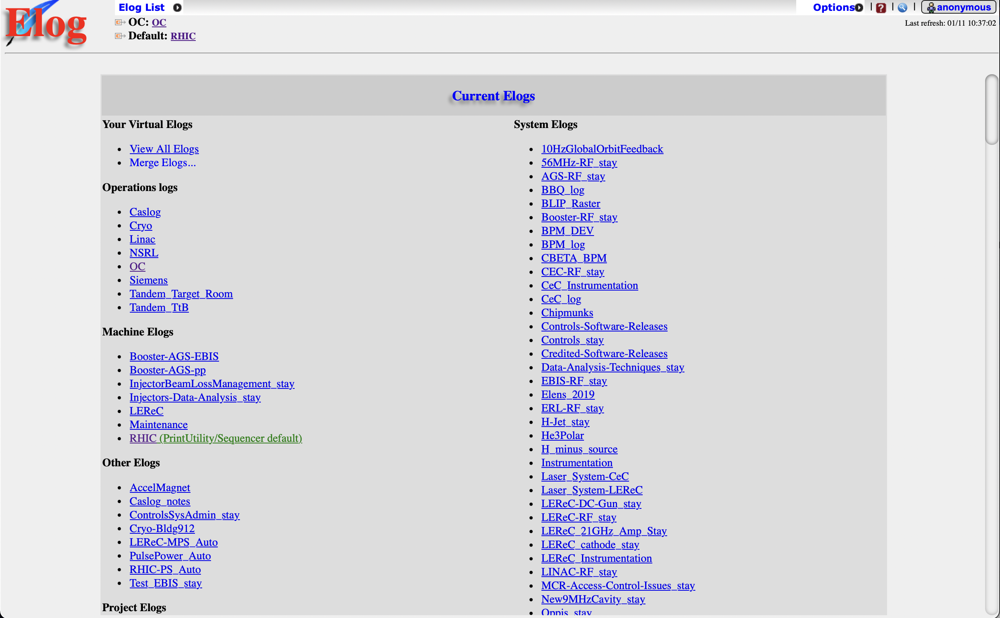 Elog
Elog List
OC: OC
Default: RHIC
Options | ? | | anonymous
Last refresh: 01/11 10:37:02
Current Elogs
Your Virtual Elogs
View All Elogs
Merge Elogs...
Operations logs
Caslog
Cryo
Linac
NSRL
OC
Siemens
Tandem_Target_Room
Tandem_TtB
Machine Elogs
Booster-AGS-EBIS
Booster-AGS-pp
InjectorBeamLossManagement_stay
Injectors-Data-Analysis_stay
LEReC
Maintenance
RHIC (PrintUtility/Sequencer default)
Other Elogs
AccelMagnet
Caslog_notes
ControlsSysAdmin_stay
Cryo-Bldg912
LEReC-MPS_Auto
PulsePower_Auto
RHIC-PS_Auto
Test_EBIS_stay
Project Elogs
System Elogs
10HzGlobalOrbitFeedback
56MHz-RF_stay
AGS-RF_stay
BBQ_log
BLIP_Raster
Booster-RF_stay
BPM_DEV
BPM_log
CBETA_BPM
CEC-RF_stay
CeC_Instrumentation
CeC_log
Chipmunks
Controls-Software-Releases
Controls_stay
Credited-Software-Releases
Data-Analysis-Techniques_stay
EBIS-RF_stay
Elens_2019
ERL-RF_stay
H-Jet_stay
He3Polar
H_minus_source
Instrumentation
Laser_System-CeC
Laser_System-LEReC
LEReC-DC-Gun_stay
LEReC-RF_stay
LEReC_21GHz_Amp_Stay
LEReC_cathode_stay
LEReC_Instrumentation
LINAC-RF_stay
MCR-Access-Control-Issues_stay
New9MHzCavity_stay
Oppis_stay